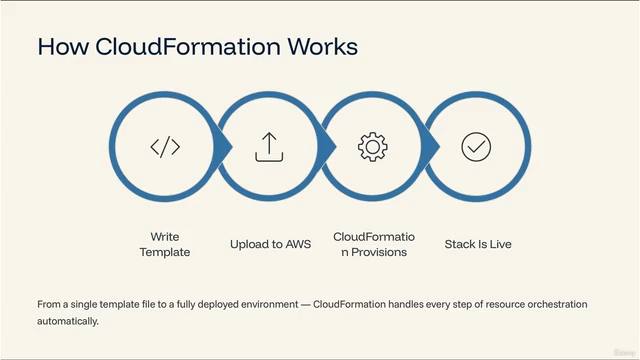 How CloudFormation Works
Write
Template
Upload to AWS
CloudFormatio
n Provisions
Stack Is Live
From a single template file to a fully deployed environment — CloudFormation handles every step of resource orchestration
automatically.